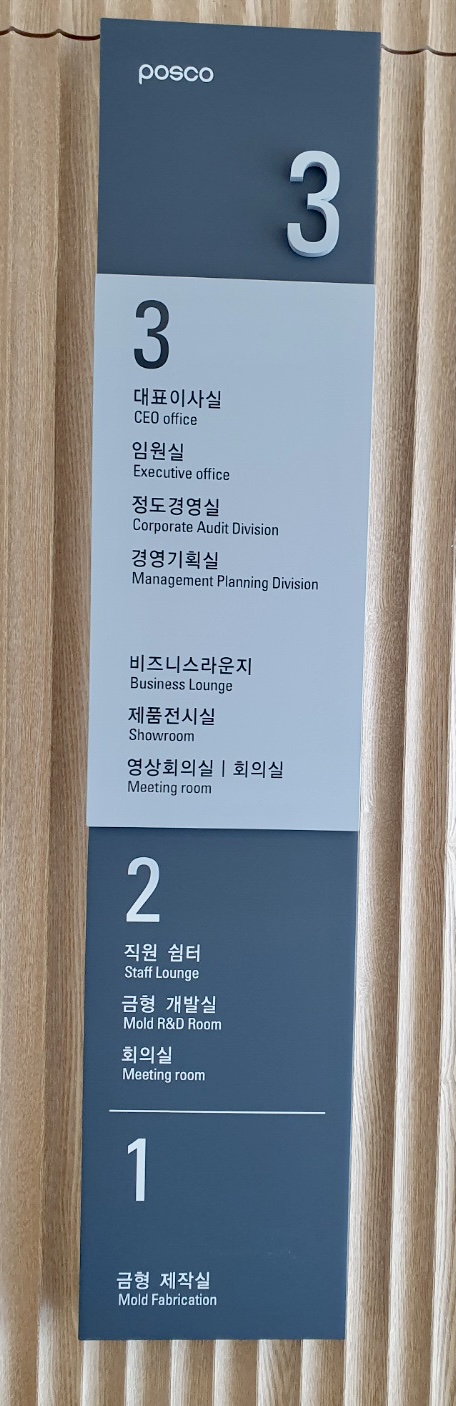 posco
3
3
대표이사실
CEO office
임원실
Executive office
정도경영실
Corporate Audit Division
경영기획실
Management Planning Division
비즈니스라운지
Business Lounge
제품전시실
Showroom
영상회의실 | 회의실
Meeting room
2
직원 쉼터
Staff Lounge
금형 개발실
Mold R&D Room
회의실
Meeting room
1
금형 제작실
Mold Fabrication